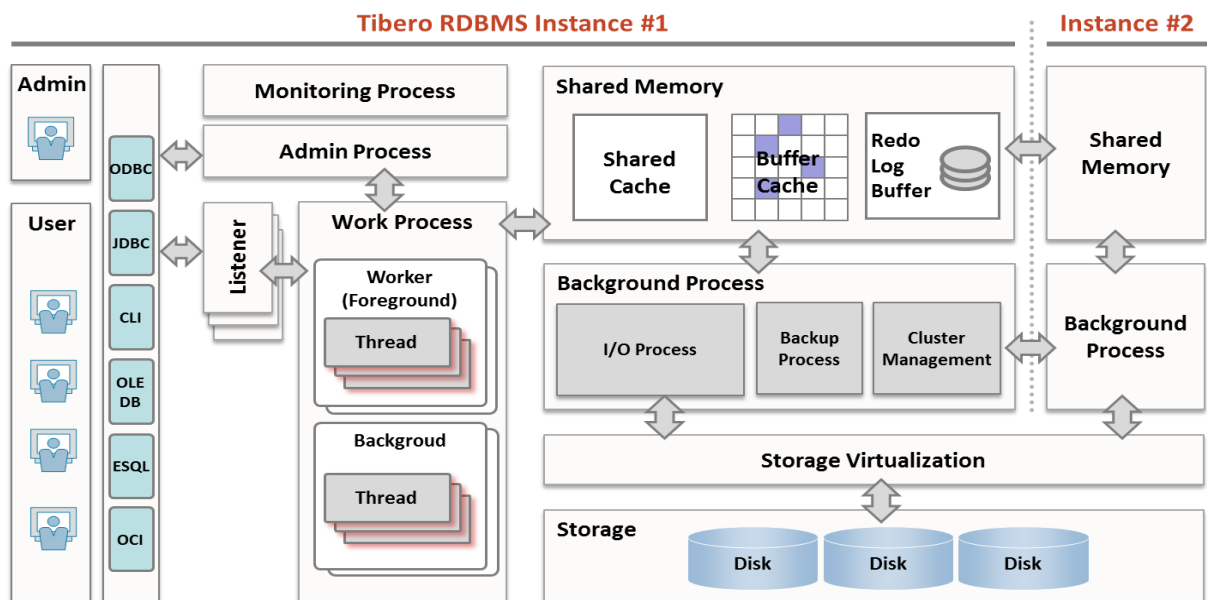 Tibero RDBMS Instance #1
Instance #2
Admin
User
ODBC
JDBC
CLI
OLE
DB
ESQL
OCI
Monitoring Process
Admin Process
Listener
Work Process
Worker
(Foreground)
Thread
Backgroud
Thread
Shared Memory
Shared
Cache
Buffer
Cache
Redo
Log
Buffer
Background Process
I/O Process
Backup
Process
Cluster
Management
Shared
Memory
Background
Process
Storage Virtualization
Storage
Disk
Disk
Disk